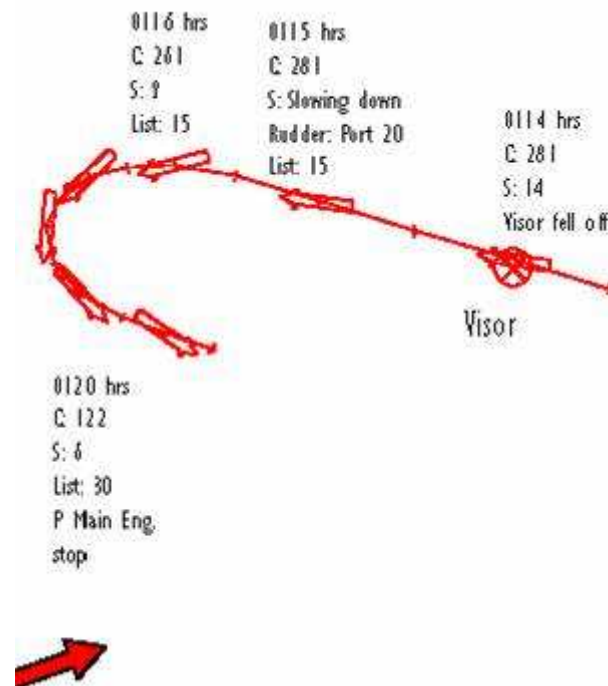 0116 hrs
C: 261
S: 9
List: 15
0115 hrs
C: 281
S: Slowing down
Rudder: Port 20
List: 15
0114 hrs
C: 281
S: 14
Visor fell off
Visor
0120 hrs
C: 122
S: 6
List: 30
P Main Eng.
stop